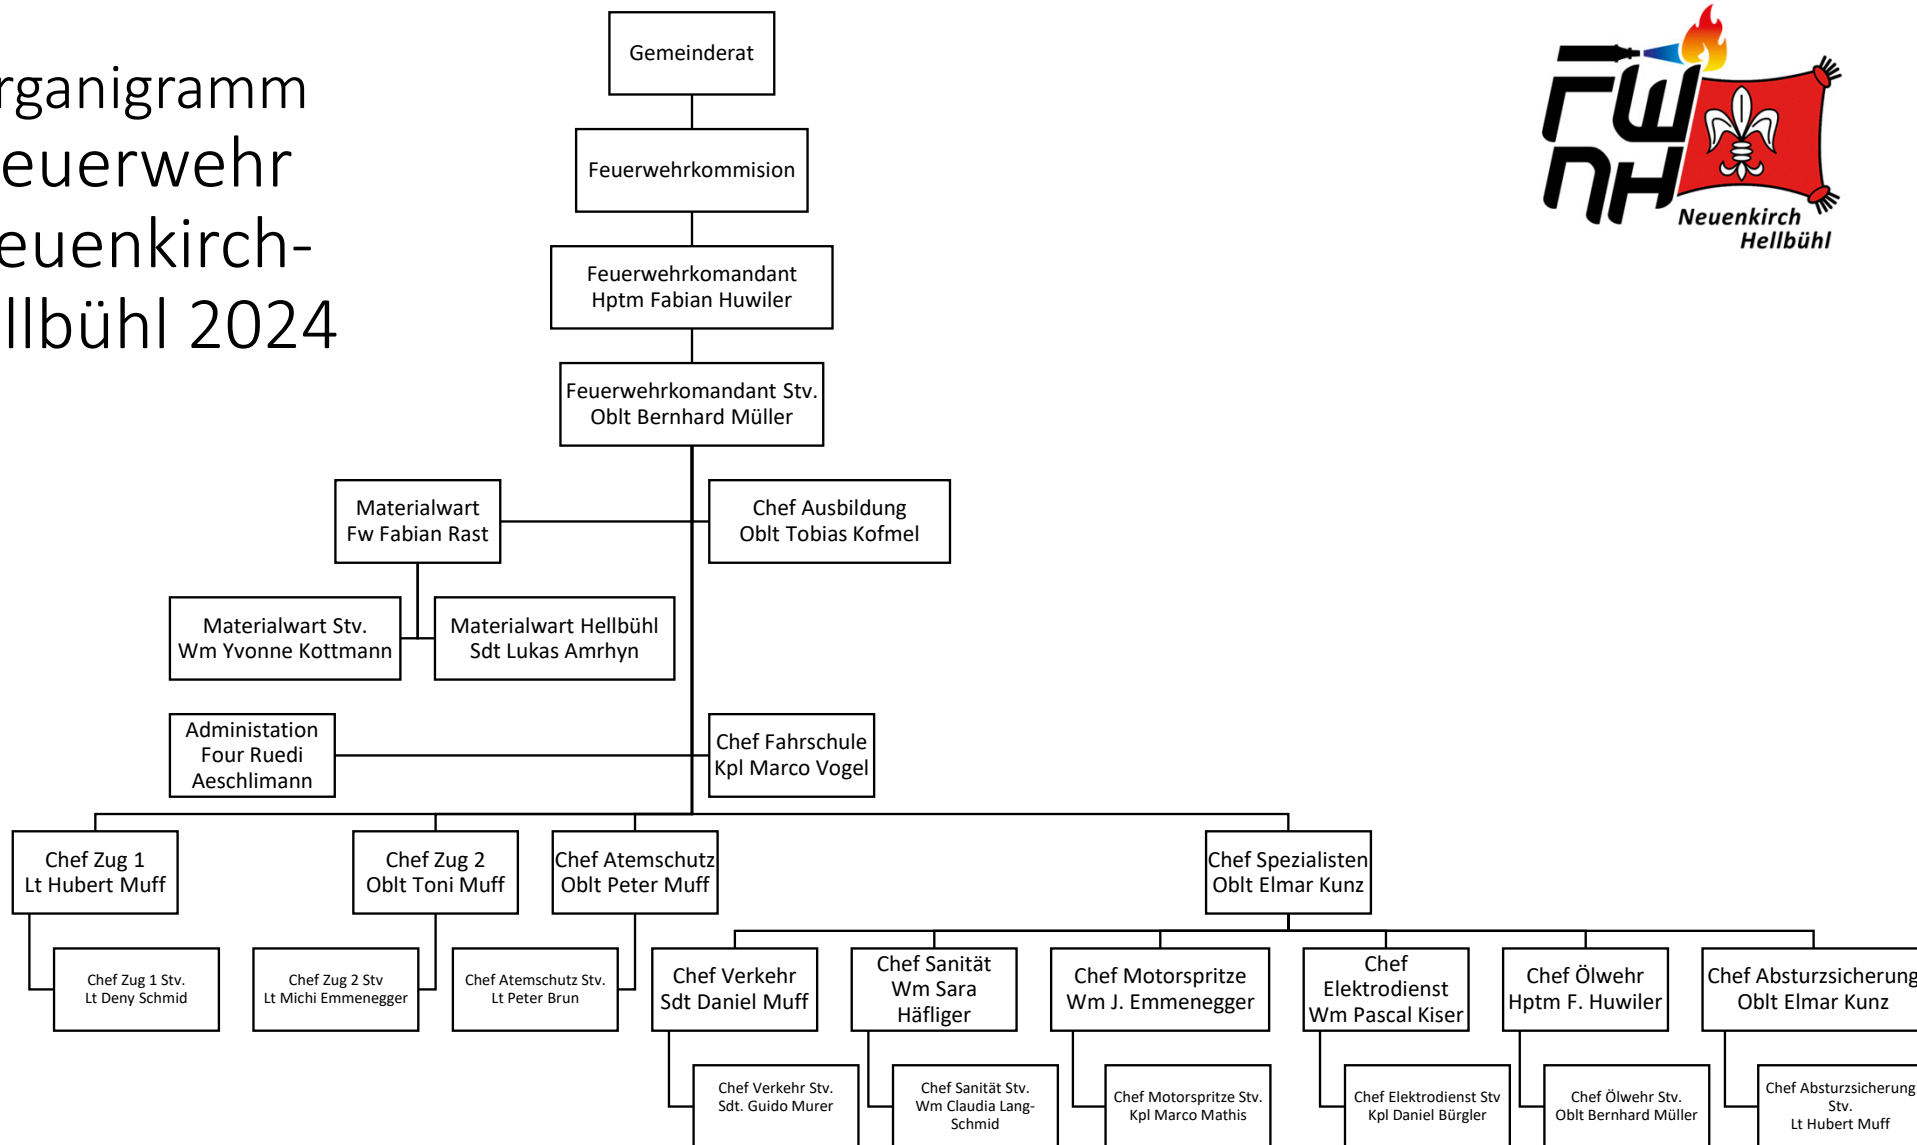 rganigramm
euerwehr
euenkirch-
llbühl 2024
FW
NH
Neuenkirch
Hellbühl
Gemeinderat
Feuerwehrkommision
Feuerwehrkomandant
Hptm Fabian Huwiler
Feuerwehrkomandant Stv.
Oblt Bernhard Müller
Materialwart
Fw Fabian Rast
Chef Ausbildung
Oblt Tobias Kofmel
Materialwart Stv.
Wm Yvonne Kottmann
Materialwart Hellbühl
Sdt Lukas Amrhyn
Administation
Four Ruedi
Aeschlimann
Chef Fahrschule
Kpl Marco Vogel
Chef Zug 1
Lt Hubert Muff
Chef Zug 2
Oblt Toni Muff
Chef Atemschutz
Oblt Peter Muff
Chef Spezialisten
Oblt Elmar Kunz
Chef Zug 1 Stv.
Lt Deny Schmid
Chef Zug 2 Stv
Lt Michi Emmenegger
Chef Atemschutz Stv.
Lt Peter Brun
Chef Verkehr
Sdt Daniel Muff
Chef Sanität
Wm Sara
Häfliger
Chef Motorspritze
Wm J. Emmenegger
Chef
Elektrodienst
Wm Pascal Kiser
Chef Ölwehr
Hptm F. Huwiler
Chef Absturzsicherung
Oblt Elmar Kunz
Chef Verkehr Stv.
Sdt. Guido Murer
Chef Sanität Stv.
Wm Claudia Lang-
Schmid
Chef Motorspritze Stv.
Kpl Marco Mathis
Chef Elektrodienst Stv
Kpl Daniel Bürgler
Chef Ölwehr Stv.
Oblt Bernhard Müller
Chef Absturzsicherung
Stv.
Lt Hubert Muff